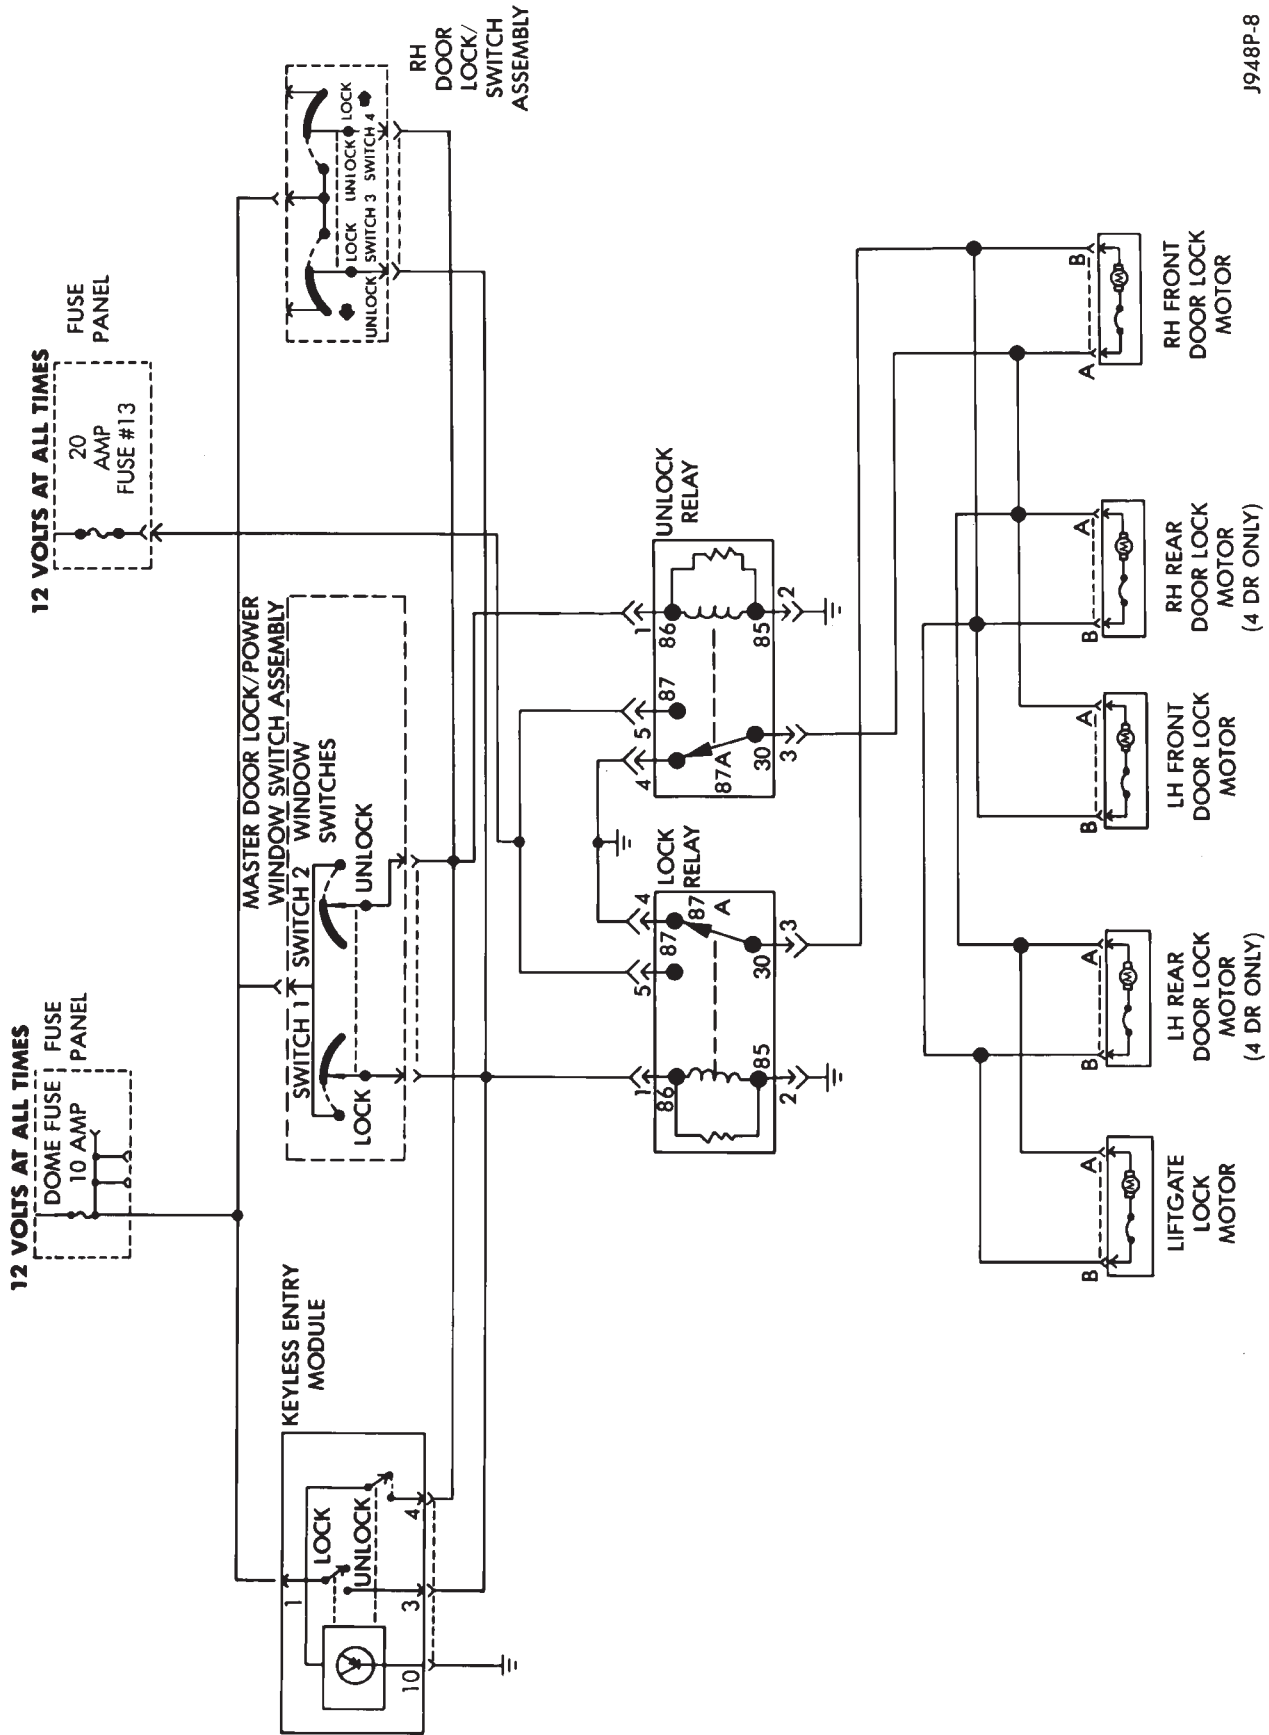 12 VOLTS AT ALL TIMES
DOME FUSE
10 AMP
FUSE
PANEL
12 VOLTS AT ALL TIMES
20
AMP
FUSE #13
FUSE
PANEL
KEYLESS ENTRY
MODULE
LOCK
UNLOCK
1
10
3
4
MASTER DOOR LOCK/POWER
WINDOW SWITCH ASSEMBLY
SWITCH 1
SWITCH 2
WINDOW
SWITCHES
LOCK
UNLOCK
RH
DOOR
LOCK/
SWITCH
ASSEMBLY
UNLOCK
LOCK
SWITCH 3
UNLOCK
LOCK
SWITCH 4
LOCK
RELAY
1
5
4
86
87
87
A
85
30
2
3
UNLOCK
RELAY
4
5
1
87
86
87A
30
85
3
2
B
A
LIFTGATE
LOCK
MOTOR
B
A
LH REAR
DOOR LOCK
MOTOR
(4 DR ONLY)
B
A
LH FRONT
DOOR LOCK
MOTOR
B
A
RH REAR
DOOR LOCK
MOTOR
(4 DR ONLY)
A
B
RH FRONT
DOOR LOCK
MOTOR
M
M
M
M
M
J948P-8